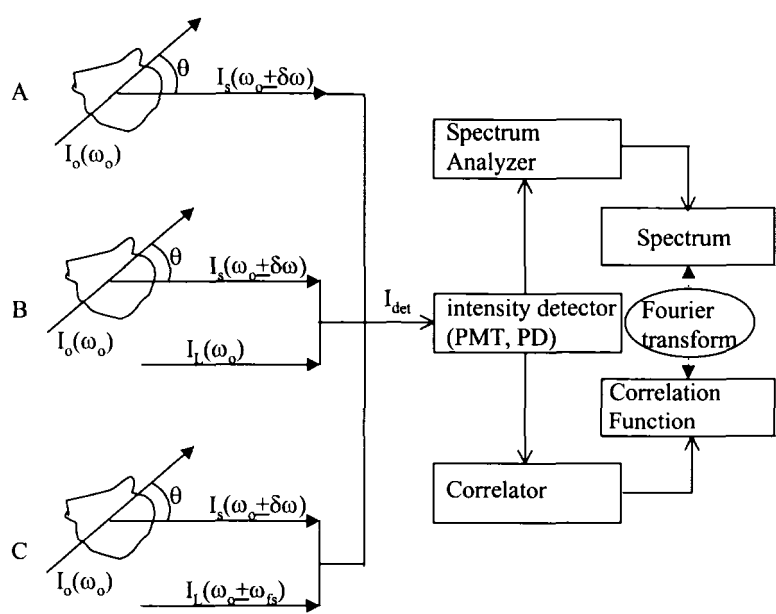 A
θ
I_s(ω_o±δω)
I_o(ω_o)
B
θ
I_s(ω_o±δω)
I_o(ω_o)
I_L(ω_o)
C
θ
I_s(ω_o±δω)
I_o(ω_o)
I_L(ω_o±ω_fs)
I_det
Spectrum
Analyzer
Spectrum
intensity detector
(PMT, PD)
Fourier
transform
Correlation
Function
Correlator